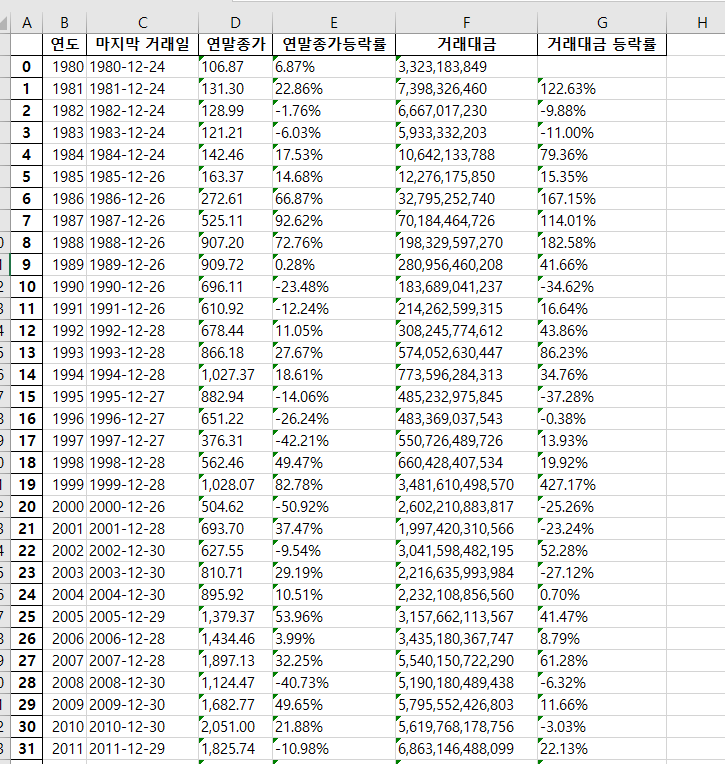 A B C D E F G H
연도 마지막 거래일 연말종가 연말종가등락률 거래대금 거래대금 등락률
0 1980 1980-12-24 106.87 6.87% 3,323,183,849
1 1981 1981-12-24 131.30 22.86% 7,398,326,460 122.63%
2 1982 1982-12-24 128.99 -1.76% 6,667,017,230 -9.88%
3 1983 1983-12-24 121.21 -6.03% 5,933,332,203 -11.00%
4 1984 1984-12-24 142.46 17.53% 10,642,133,788 79.36%
5 1985 1985-12-26 163.37 14.68% 12,276,175,850 15.35%
6 1986 1986-12-26 272.61 66.87% 32,795,252,740 167.15%
7 1987 1987-12-26 525.11 92.62% 70,184,464,726 114.01%
8 1988 1988-12-26 907.20 72.76% 198,329,597,270 182.58%
9 1989 1989-12-26 909.72 0.28% 280,956,460,208 41.66%
10 1990 1990-12-26 696.11 -23.48% 183,689,041,237 -34.62%
11 1991 1991-12-26 610.92 -12.24% 214,262,599,315 16.64%
12 1992 1992-12-28 678.44 11.05% 308,245,774,612 43.86%
13 1993 1993-12-28 866.18 27.67% 574,052,630,447 86.23%
14 1994 1994-12-28 1,027.37 18.61% 773,596,284,313 34.76%
15 1995 1995-12-27 882.94 -14.06% 485,232,975,845 -37.28%
16 1996 1996-12-27 651.22 -26.24% 483,369,037,543 -0.38%
17 1997 1997-12-27 376.31 -42.21% 550,726,489,726 13.93%
18 1998 1998-12-28 562.46 49.47% 660,428,407,534 19.92%
19 1999 1999-12-28 1,028.07 82.78% 3,481,610,498,570 427.17%
20 2000 2000-12-26 504.62 -50.92% 2,602,210,883,817 -25.26%
21 2001 2001-12-28 693.70 37.47% 1,997,420,310,566 -23.24%
22 2002 2002-12-30 627.55 -9.54% 3,041,598,482,195 52.28%
23 2003 2003-12-30 810.71 29.19% 2,216,635,993,984 -27.12%
24 2004 2004-12-30 895.92 10.51% 2,232,108,856,560 0.70%
25 2005 2005-12-29 1,379.37 53.96% 3,157,662,113,567 41.47%
26 2006 2006-12-28 1,434.46 3.99% 3,435,180,367,747 8.79%
27 2007 2007-12-28 1,897.13 32.25% 5,540,150,722,290 61.28%
28 2008 2008-12-30 1,124.47 -40.73% 5,190,180,489,438 -6.32%
29 2009 2009-12-30 1,682.77 49.65% 5,795,552,426,803 11.66%
30 2010 2010-12-30 2,051.00 21.88% 5,619,768,178,756 -3.03%
31 2011 2011-12-29 1,825.74 -10.98% 6,863,146,488,099 22.13%